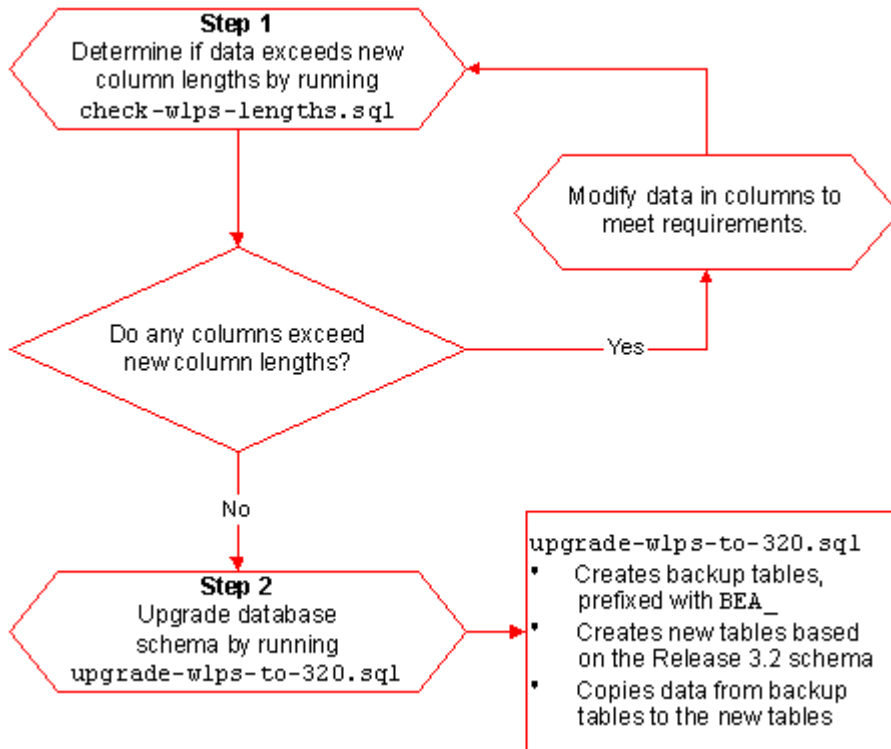 Step 1
Determine if data exceeds new
column lengths by running
check-wlps-lengths.sql
Modify data in columns to
meet requirements.
Do any columns exceed
new column lengths?
Yes
No
Step 2
Upgrade database
schema by running
upgrade-wlps-to-320.sql
upgrade-wlps-to-320.sql
• Creates backup tables,
prefixed with BEA_
• Creates new tables based
on the Release 3.2 schema
• Copies data from backup
tables to the new tables